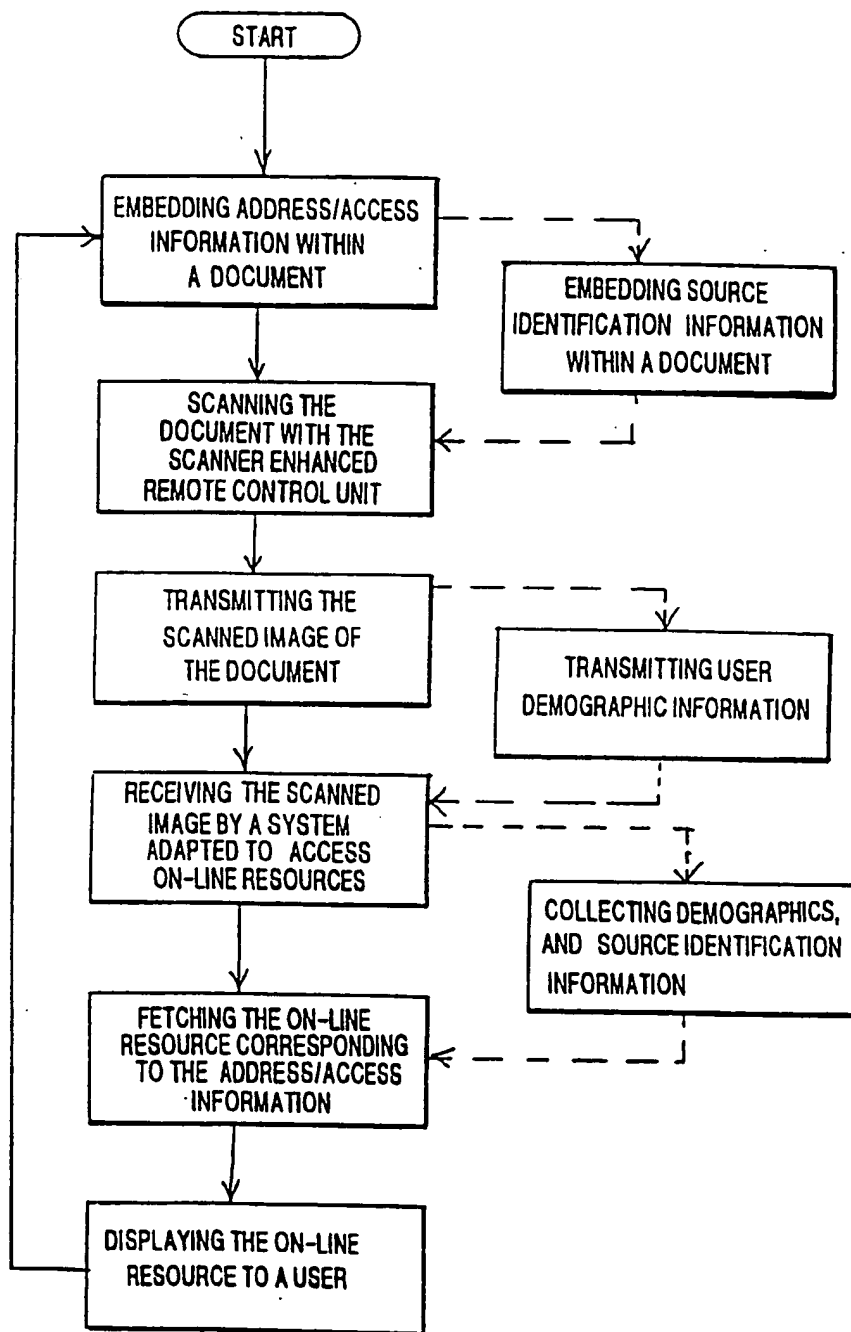 START
EMBEDDING ADDRESS/ACCESS
INFORMATION WITHIN
A DOCUMENT
EMBEDDING SOURCE
IDENTIFICATION INFORMATION
WITHIN A DOCUMENT
SCANNING THE
DOCUMENT WITH THE
SCANNER ENHANCED
REMOTE CONTROL UNIT
TRANSMITTING THE
SCANNED IMAGE OF
THE DOCUMENT
TRANSMITTING USER
DEMOGRAPHIC INFORMATION
RECEIVING THE SCANNED
IMAGE BY A SYSTEM
ADAPTED TO ACCESS
ON-LINE RESOURCES
COLLECTING DEMOGRAPHICS,
AND SOURCE IDENTIFICATION
INFORMATION
FETCHING THE ON-LINE
RESOURCE CORRESPONDING
TO THE ADDRESS/ACCESS
INFORMATION
DISPLAYING THE ON-LINE
RESOURCE TO A USER